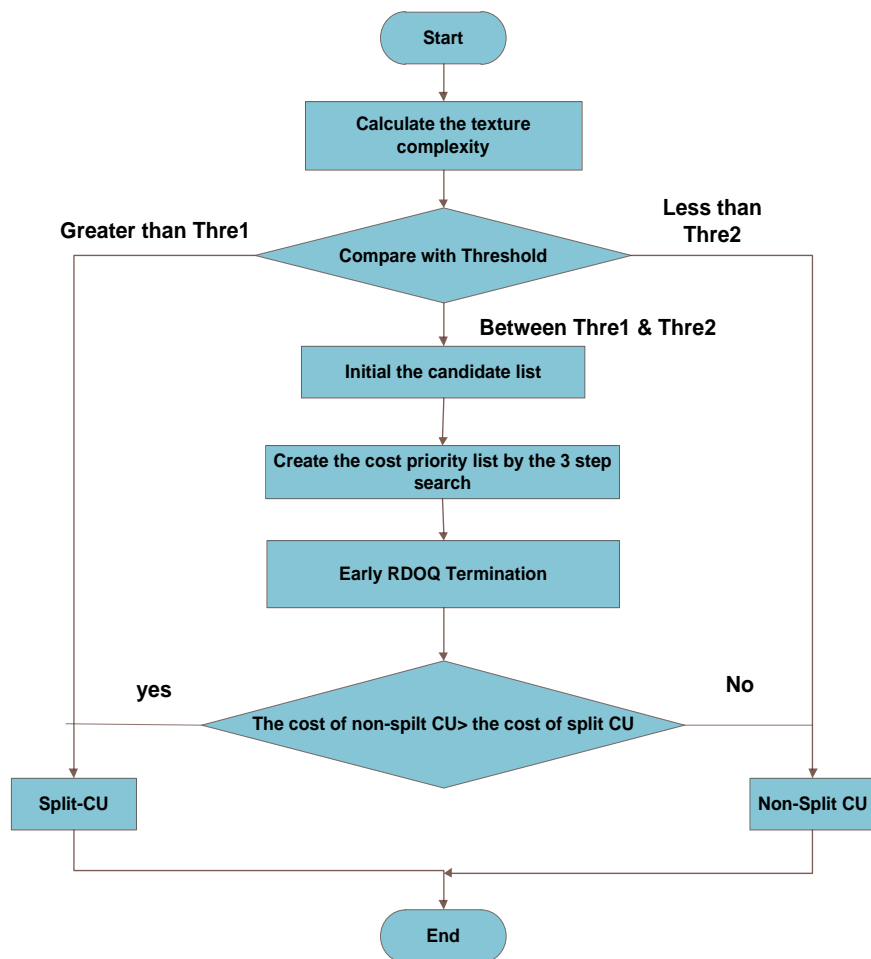 Start
Calculate the texture
complexity
Greater than Thre1
Less than
Thre2
Compare with Threshold
Between Thre1 & Thre2
Initial the candidate list
Create the cost priority list by the 3 step
search
Early RDOQ Termination
yes
No
The cost of non-spilt CU> the cost of split CU
Split-CU
Non-Split CU
End